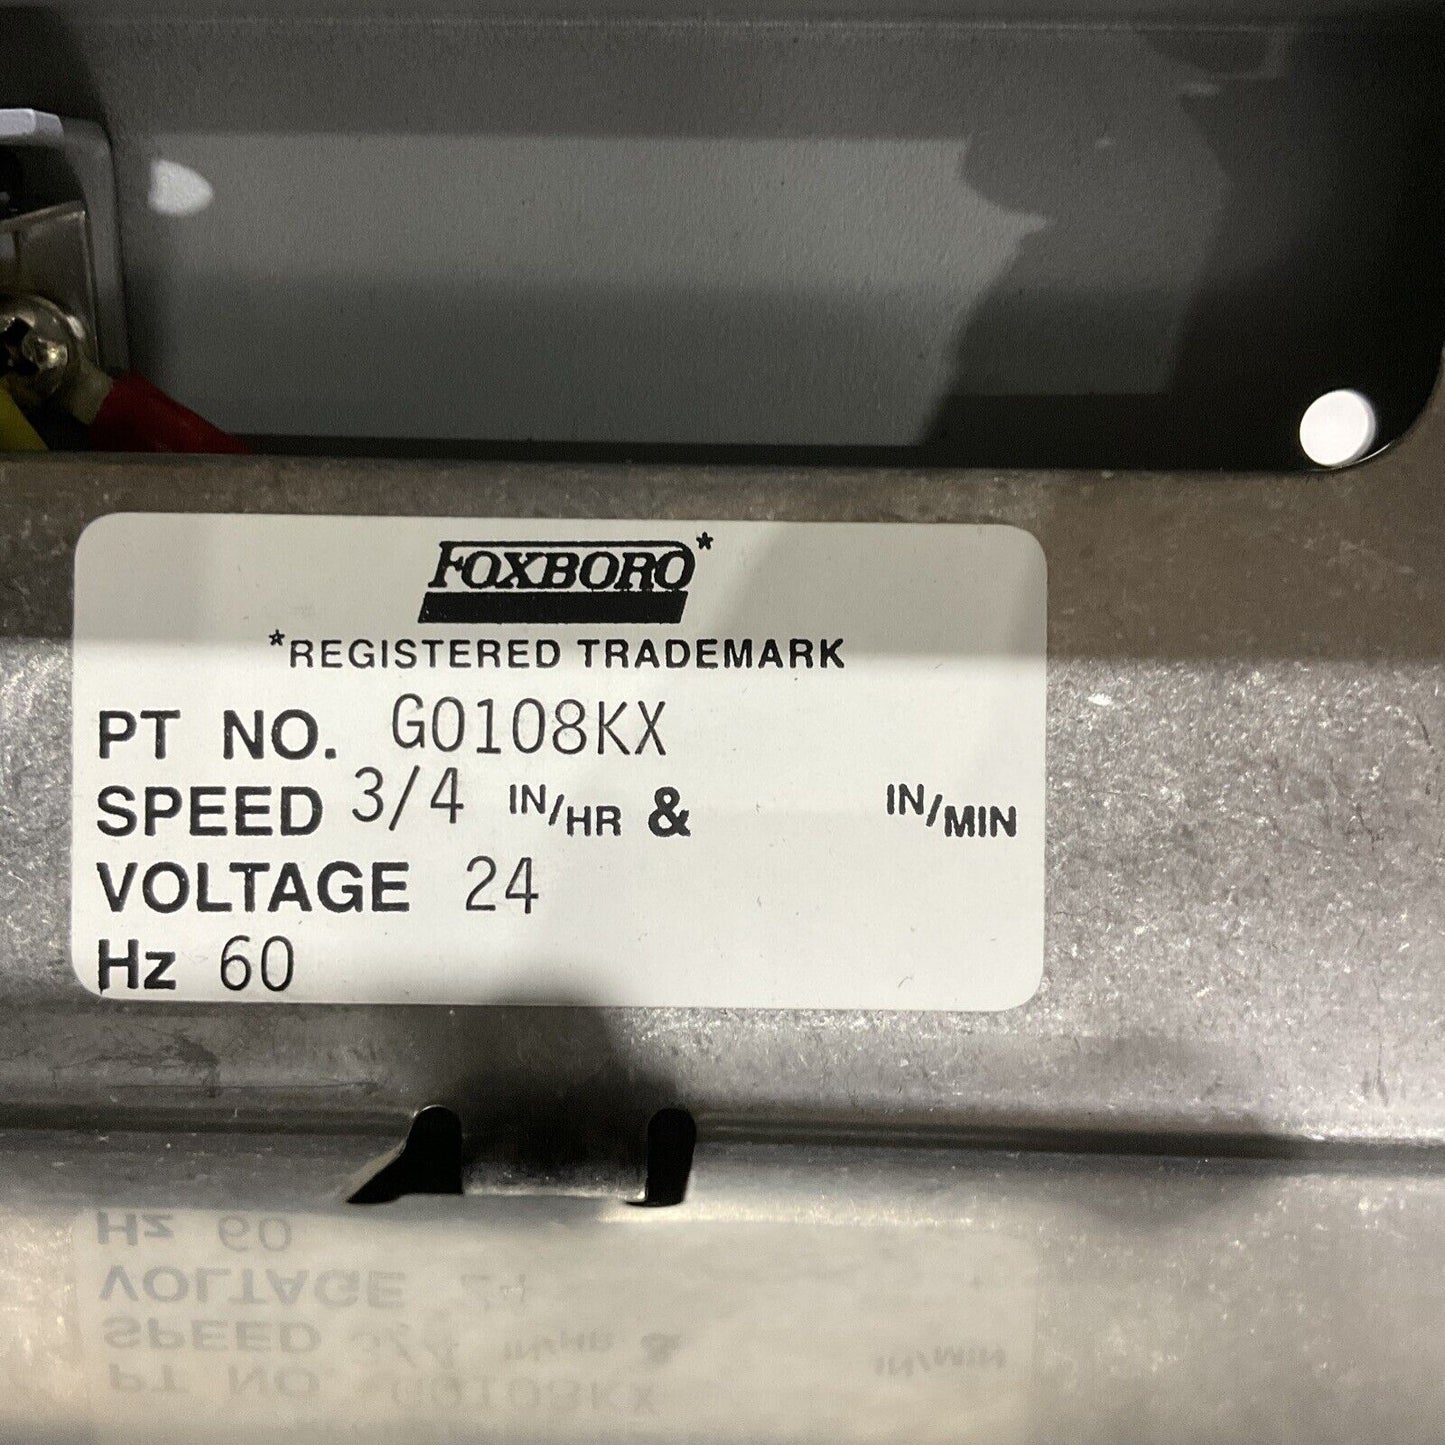 FOXBORO*
*REGISTERED TRADEMARK
PT NO. G0108KX
SPEED 3/4 IN/HR & IN/MIN
VOLTAGE 24
Hz 60